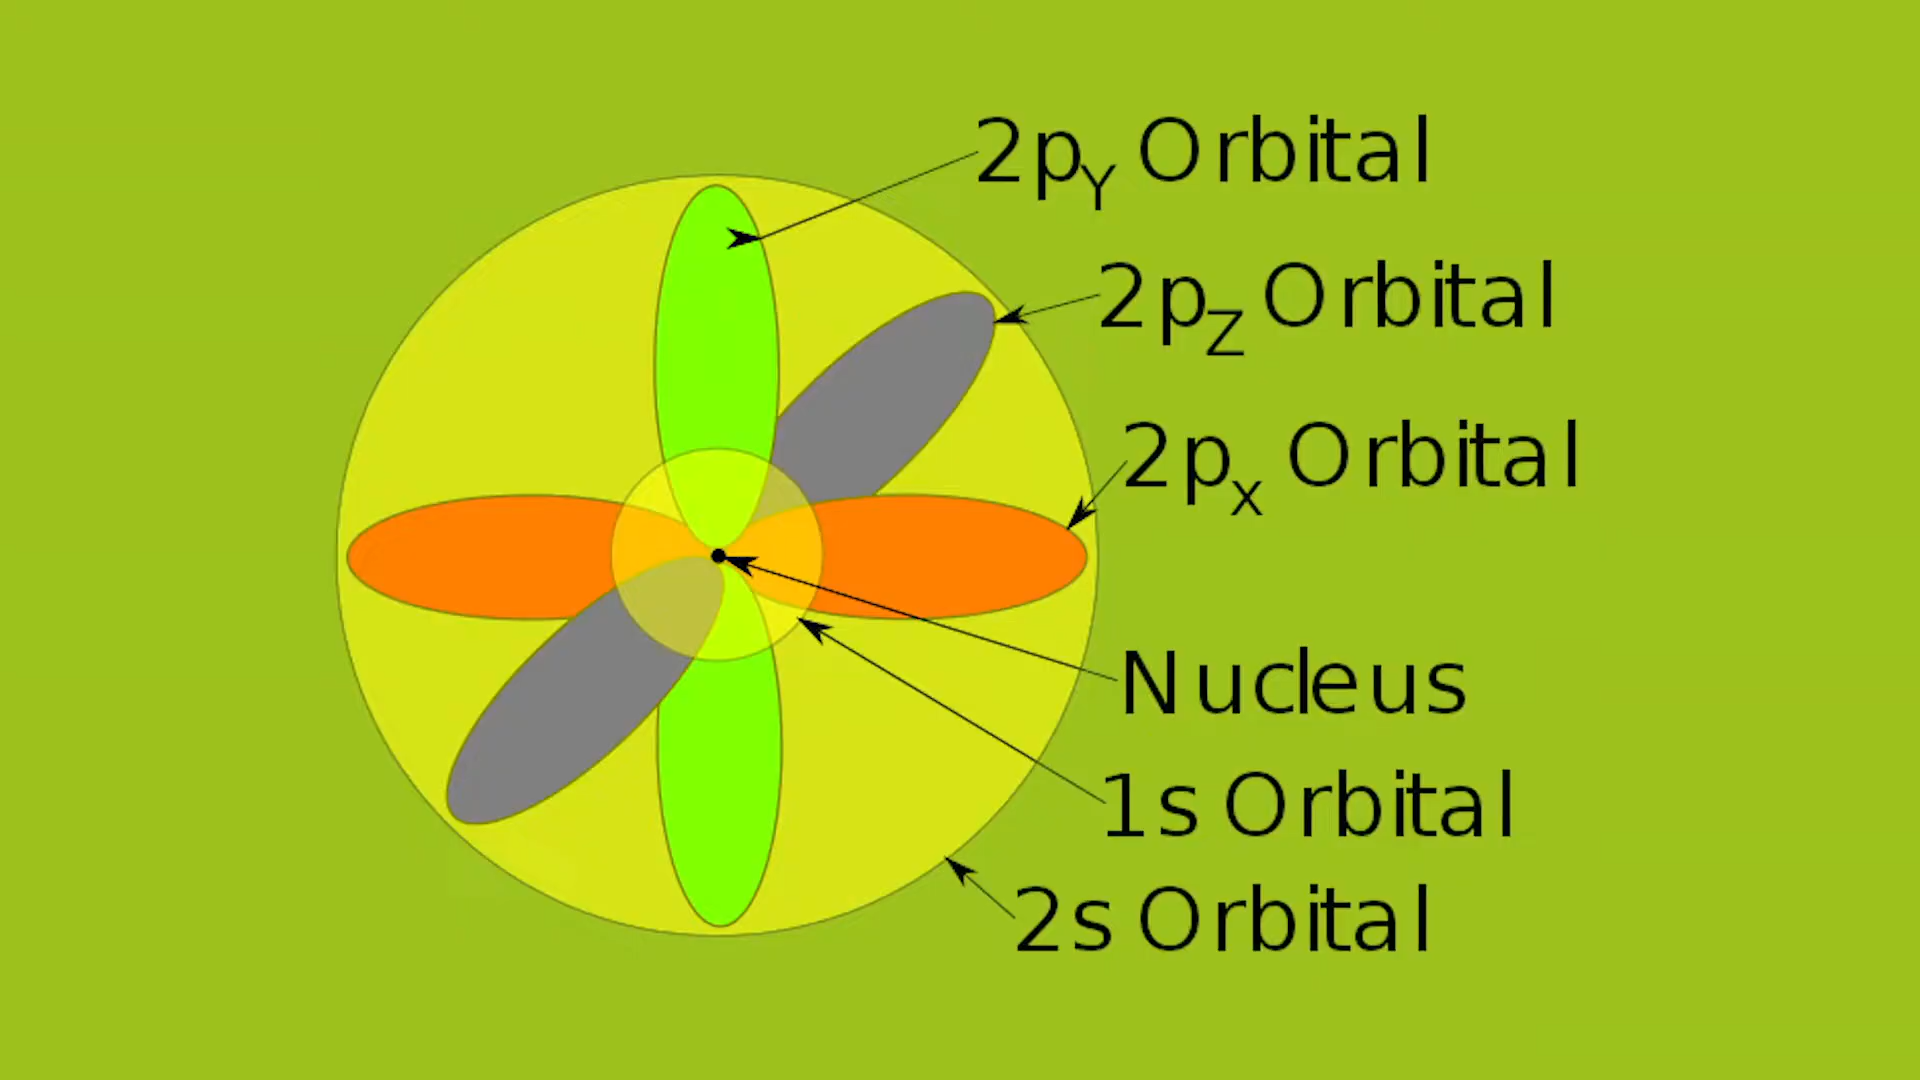 2pY Orbital
2pZ Orbital
2px Orbital
Nucleus
1s Orbital
2s Orbital